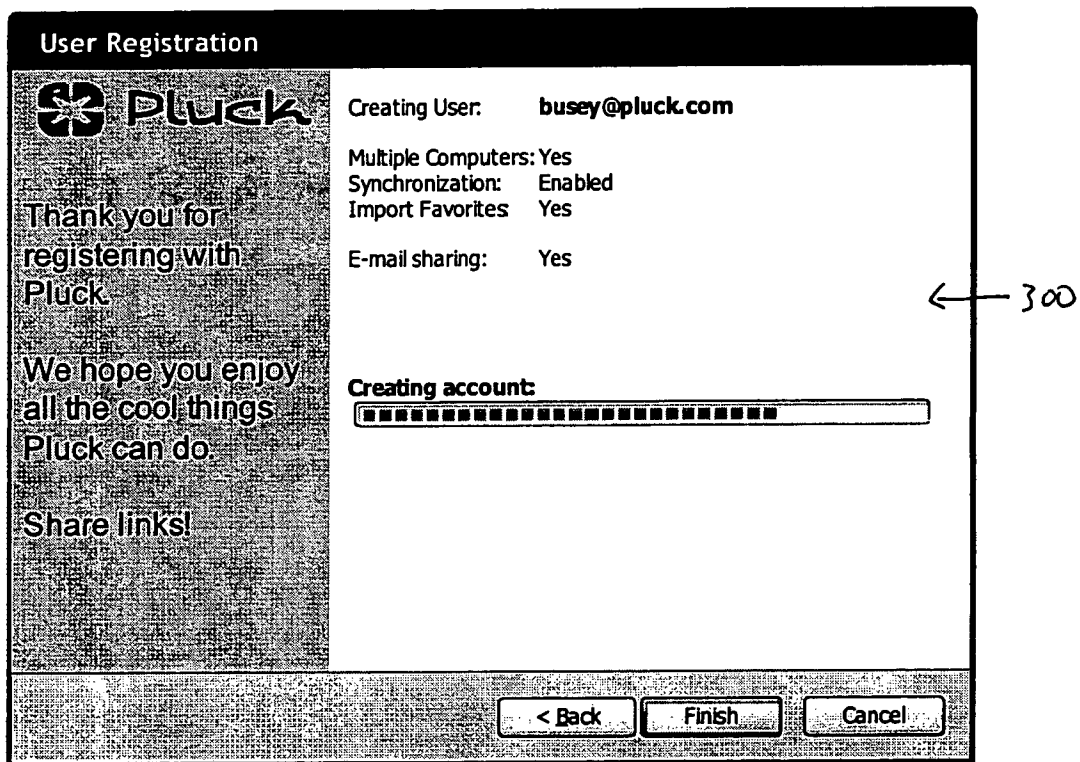 User Registration
Pluck
Thank you for
registering with
Pluck.
We hope you enjoy
all the cool things
Pluck can do.
Share links!
Creating User: busey@pluck.com
Multiple Computers: Yes
Synchronization: Enabled
Import Favorites Yes
E-mail sharing: Yes
300
Creating account:
< Back Finish Cancel